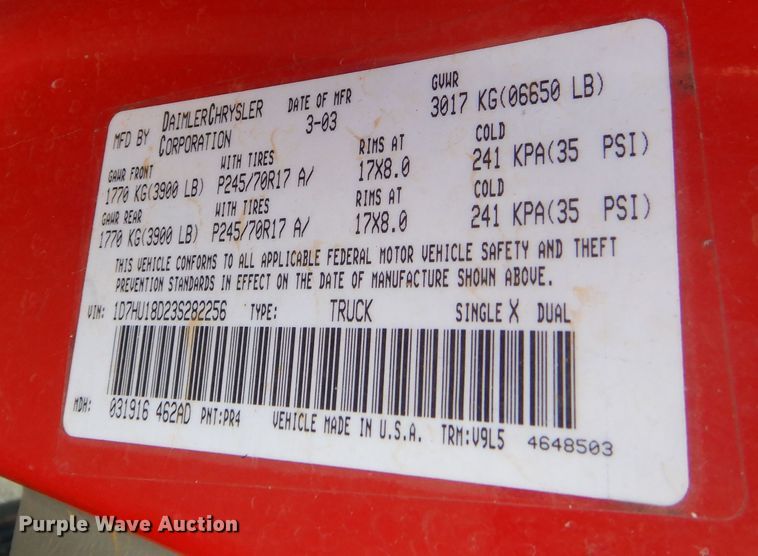 MFD BY DAIMLERCHRYSLER CORPORATION DATE OF MFR 3-03 GVWR 3017 KG(06650 LB)
GAWR FRONT WITH TIRES RIMS AT COLD
1770 KG(3900 LB) P245/70R17 A/ 17X8.0 241 KPA(35 PSI)
GAWR REAR WITH TIRES RIMS AT COLD
1770 KG(3900 LB) P245/70R17 A/ 17X8.0 241 KPA(35 PSI)
THIS VEHICLE CONFORMS TO ALL APPLICABLE FEDERAL MOTOR VEHICLE SAFETY AND THEFT
PREVENTION STANDARDS IN EFFECT ON THE DATE OF MANUFACTURE SHOWN ABOVE.
VIN: 1D7HU18D23S282256 TYPE: TRUCK SINGLE X DUAL
MDH: 031916 462AD PNT:PR4 VEHICLE MADE IN U.S.A. TRM:V9L5 4648503
Purple Wave Auction